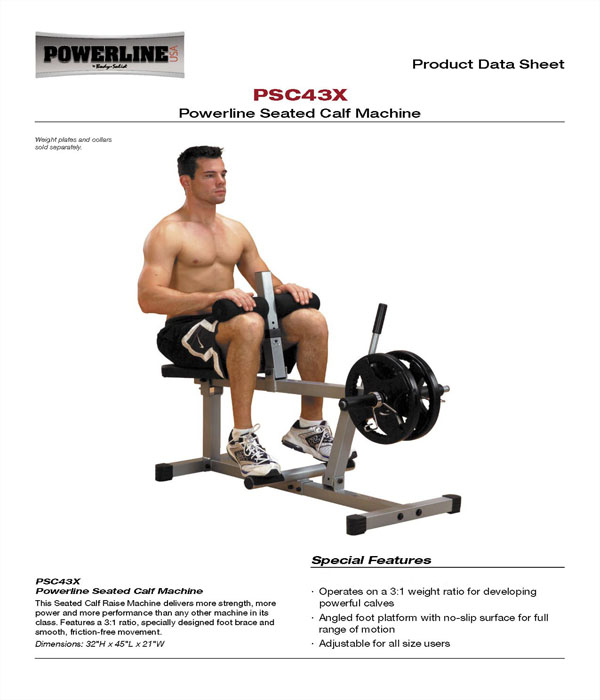 POWERLINE USA
by Body-Solid
Product Data Sheet
PSC43X
Powerline Seated Calf Machine
Weight plates and collars
sold separately.
Special Features
· Operates on a 3:1 weight ratio for developing
powerful calves
· Angled foot platform with no-slip surface for full
range of motion
· Adjustable for all size users
PSC43X
Powerline Seated Calf Machine
This Seated Calf Raise Machine delivers more strength, more
power and more performance than any other machine in its
class. Features a 3:1 ratio, specially designed foot brace and
smooth, friction-free movement.
Dimensions: 32"H x 45"L x 21"W